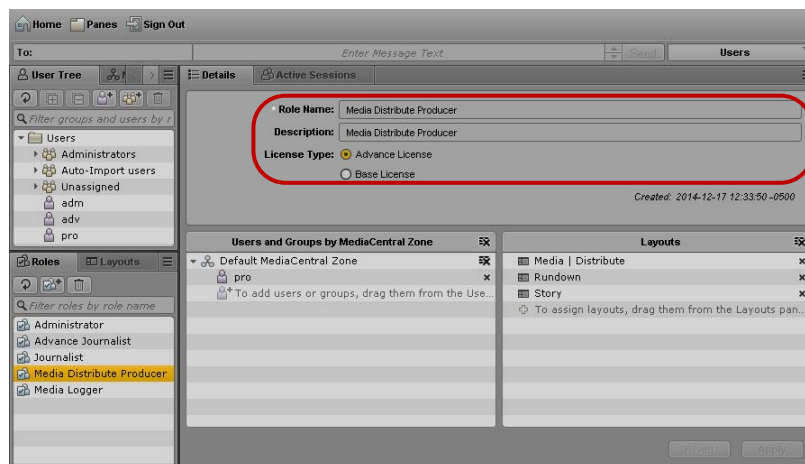 Home Panes Sign Out
To: Enter Message Text Send Users
User Tree Details Active Sessions
Filter groups and users by r
Users
Administrators
Auto-Import users
Unassigned
adm
adv
pro
* Role Name: Media Distribute Producer
Description: Media Distribute Producer
License Type: Advance License
Base License
Created: 2014-12-17 12:33:50 -0500
Roles Layouts
Filter roles by role name
Administrator
Advance Journalist
Journalist
Media Distribute Producer
Media Logger
Users and Groups by MediaCentral Zone
Default MediaCentral Zone
pro
To add users or groups, drag them from the Use...
Layouts
Media | Distribute
Rundown
Story
To assign layouts, drag them from the Layouts pan...
Revert Apply